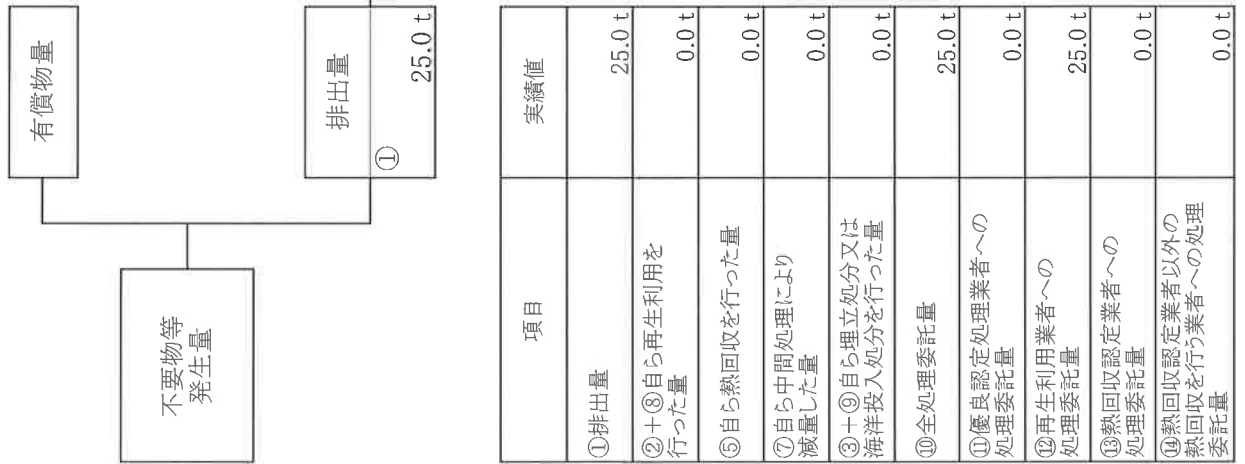 不要物等
発生量
有償物量
排出量
①
25.0 t
項目
実績値
①排出量
25.0 t
②+⑧自ら再生利用を
行った量
0.0 t
⑤自ら熱回収を行った量
0.0 t
⑦自ら中間処理により
減量した量
0.0 t
③+⑨自ら埋立処分又は
海洋投入処分を行った量
0.0 t
⑩全処理委託量
25.0 t
⑪優良認定処理業者への
処理委託量
0.0 t
⑫再生利用業者への
処理委託量
25.0 t
⑬熱回収認定業者への
処理委託量
0.0 t
⑭熱回収認定業者以外の
熱回収を行う業者への処理
委託量
0.0 t